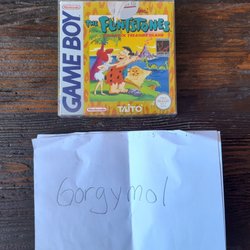 GAME BOY
THE FLINTSTONES
KING ROCK TREASURE ISLAND
Nintendo
TAITO
Gorgymol